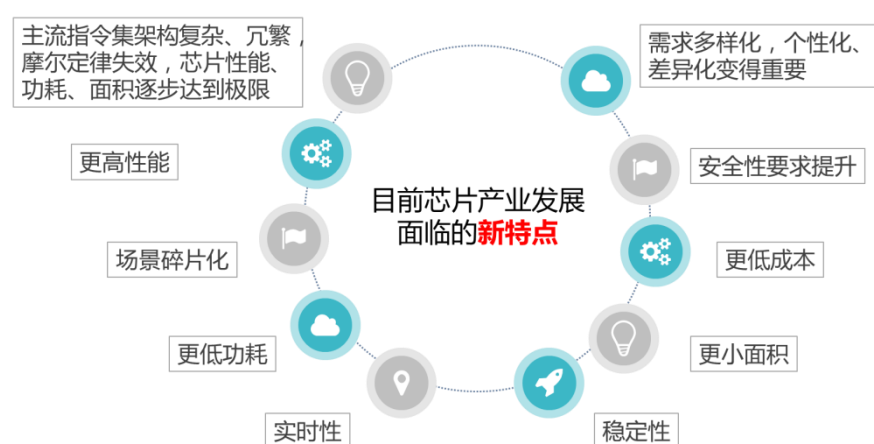 主流指令集架构复杂、冗繁，
摩尔定律失效，芯片性能、
功耗、面积逐步达到极限
需求多样化，个性化、
差异化变得重要
更高性能
安全性要求提升
目前芯片产业发展
面临的新特点
场景碎片化
更低成本
更低功耗
更小面积
实时性
稳定性